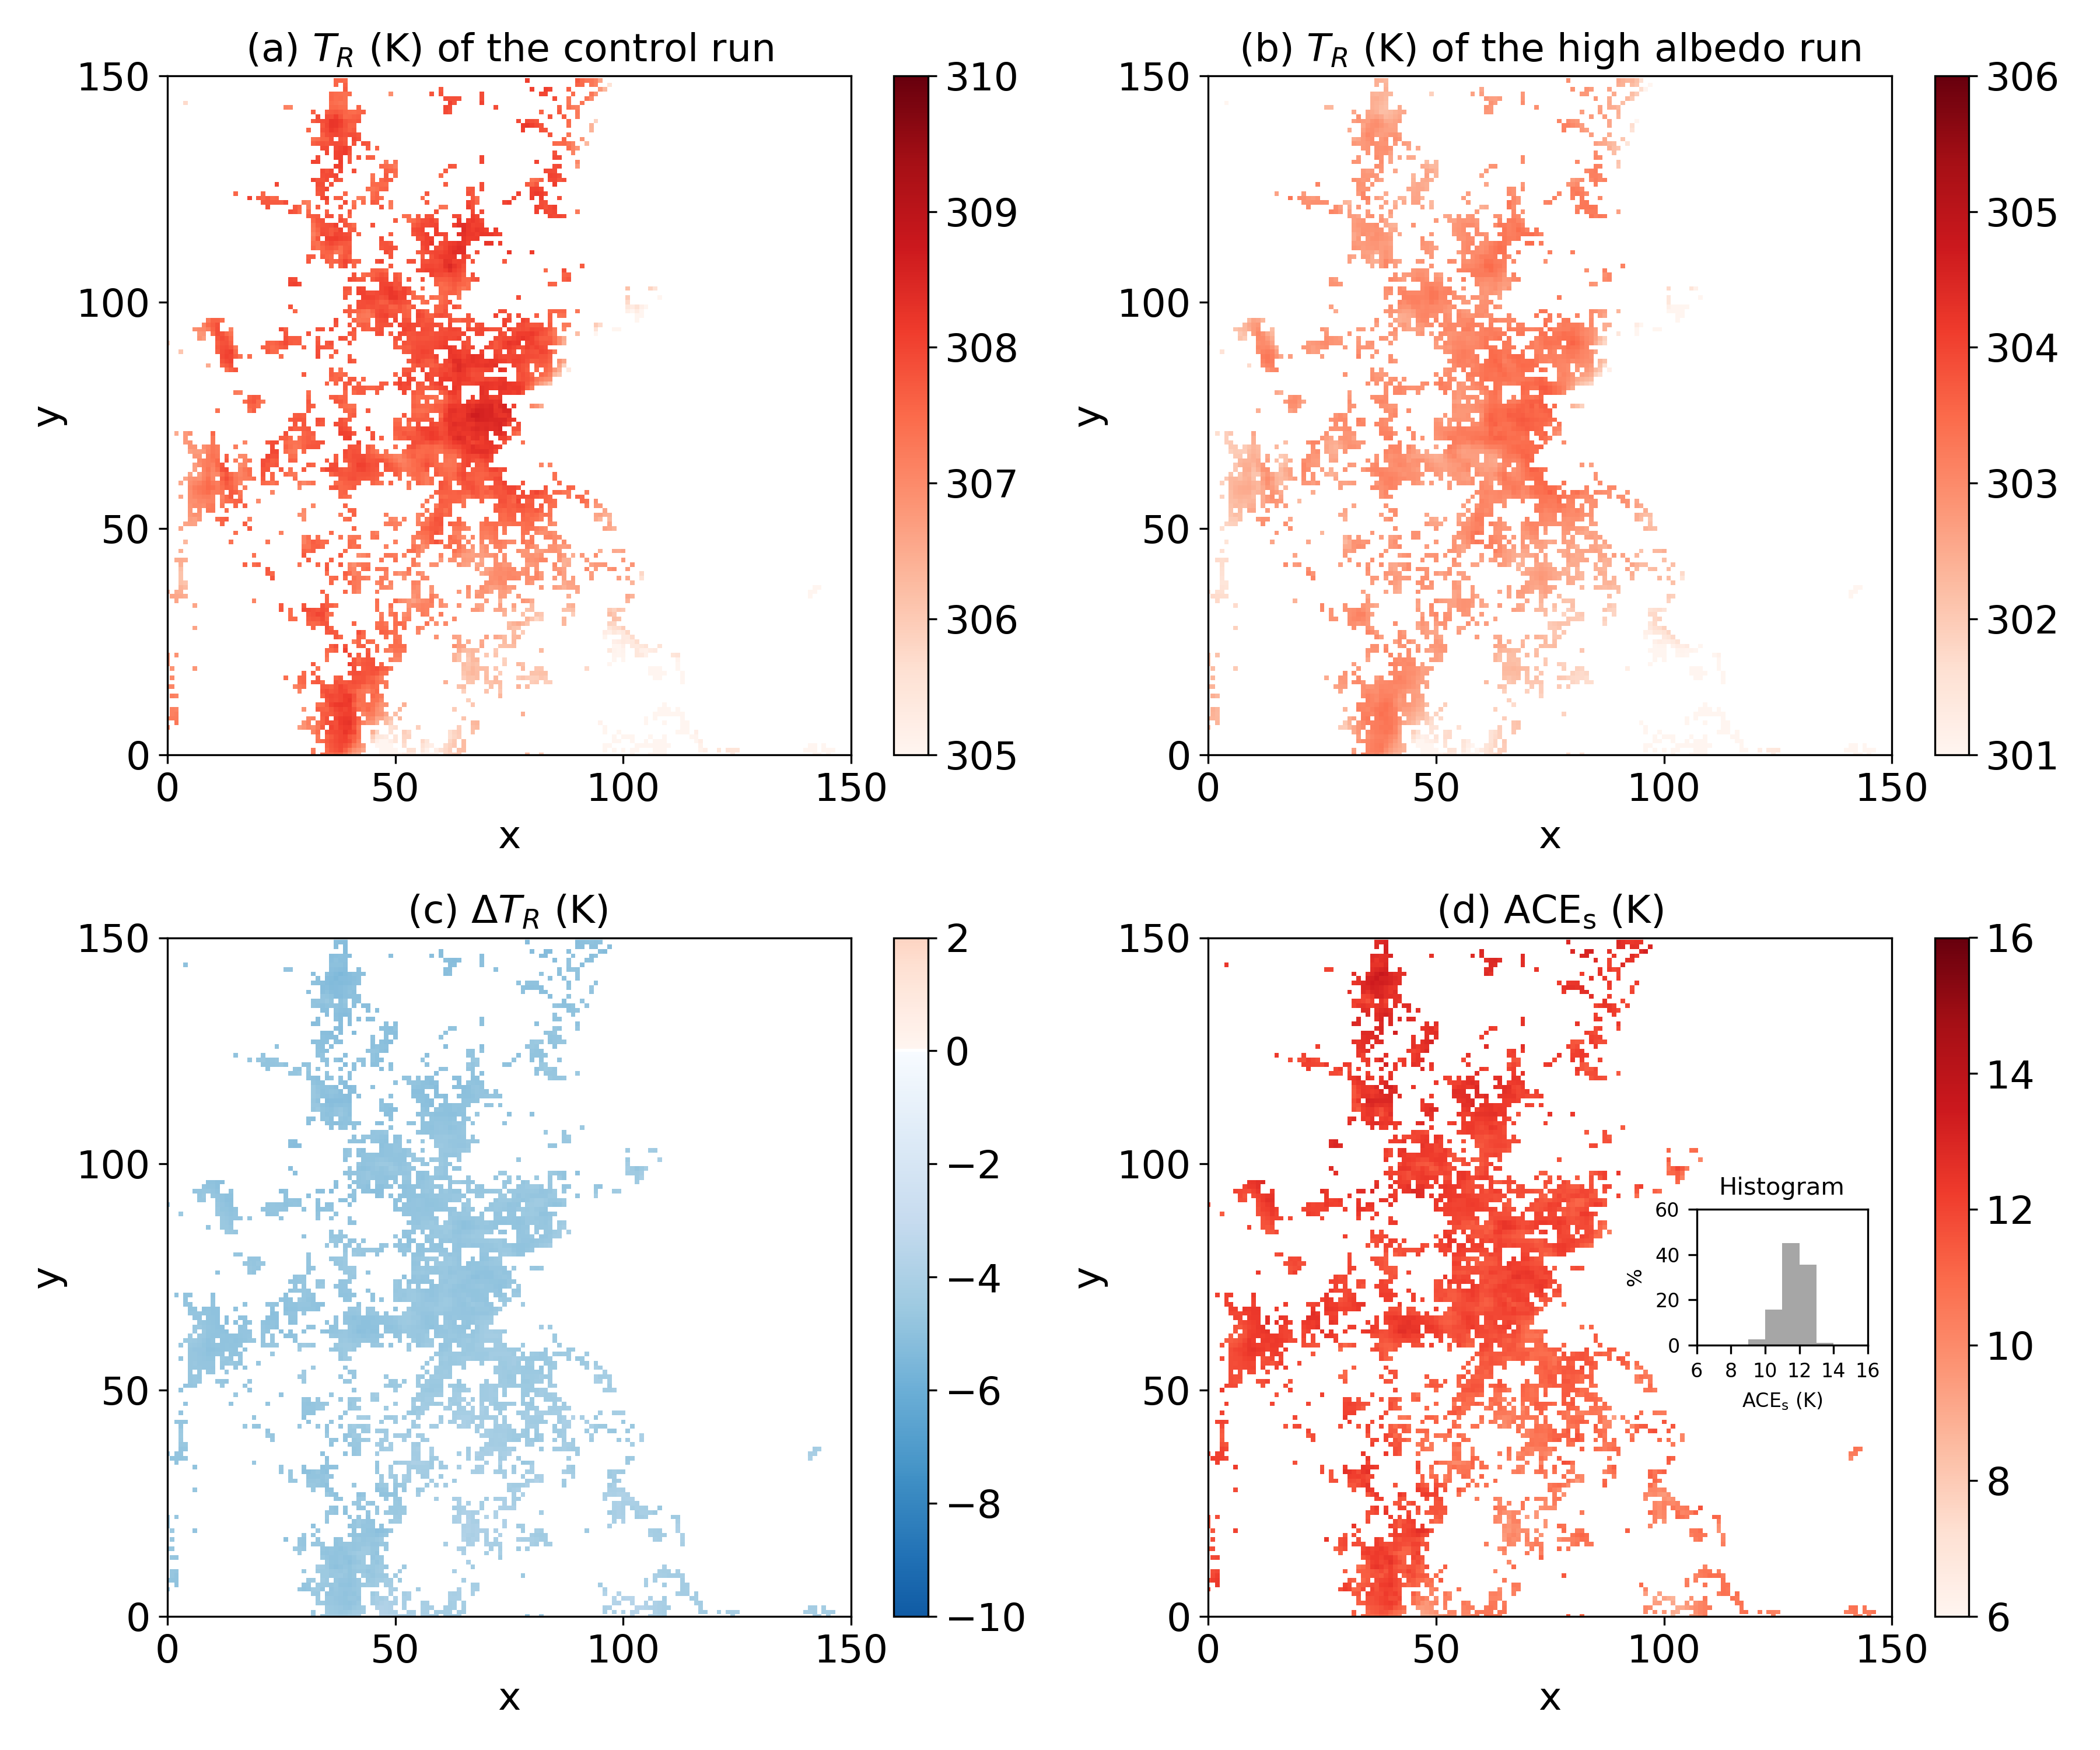 (a) T_R (K) of the control run
150
100
50
0
0 50 100 150
y
x
310
309
308
307
306
305
(b) T_R (K) of the high albedo run
150
100
50
0
0 50 100 150
y
x
306
305
304
303
302
301
(c) ΔT_R (K)
150
100
50
0
0 50 100 150
y
x
2
0
−2
−4
−6
−8
−10
(d) ACE_s (K)
150
100
50
0
0 50 100 150
y
x
Histogram
60
40
20
0
%
6 8 10 12 14 16
ACE_s (K)
16
14
12
10
8
6